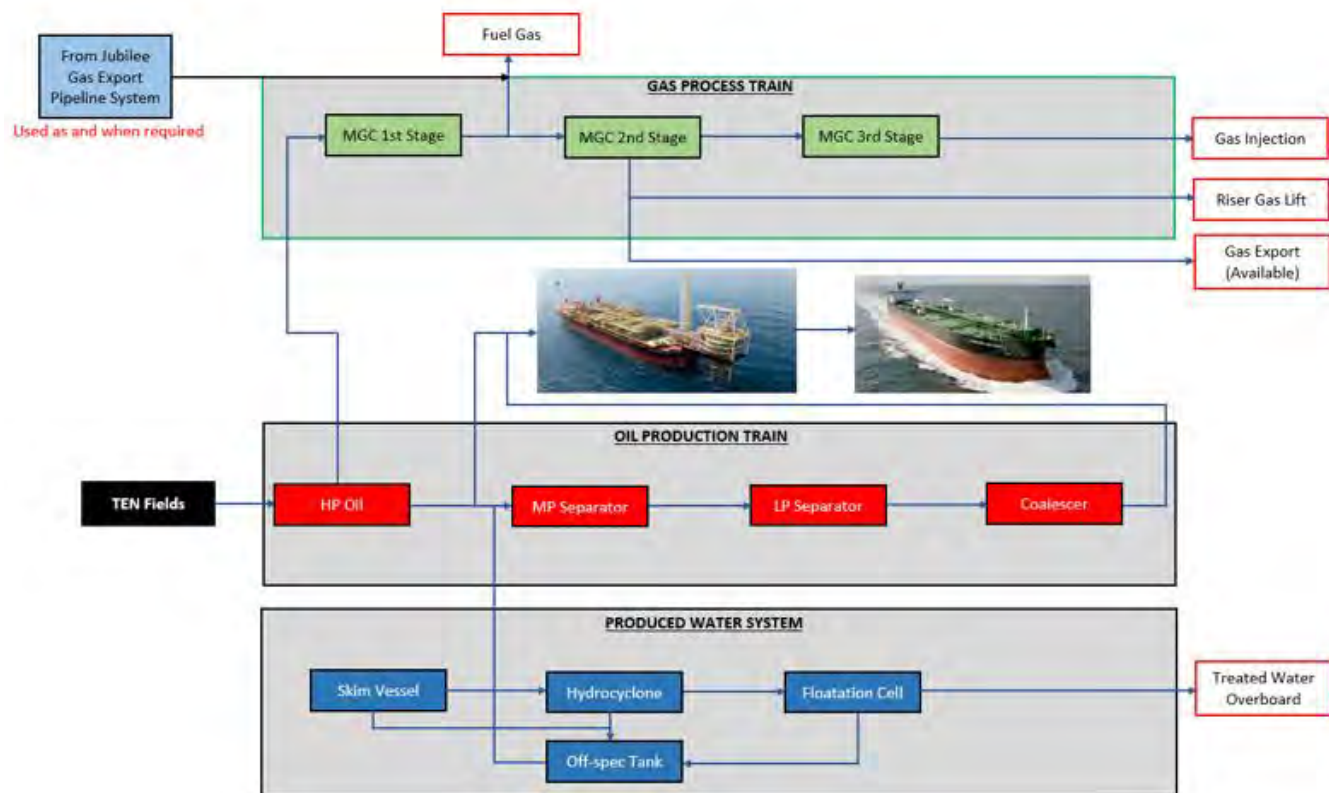 Fuel Gas
From Jubilee
Gas Export
Pipeline System
Used as and when required
GAS PROCESS TRAIN
MGC 1st Stage
MGC 2nd Stage
MGC 3rd Stage
Gas Injection
Riser Gas Lift
Gas Export
(Available)
OIL PRODUCTION TRAIN
TEN Fields
HP Oil
MP Separator
LP Separator
Coalescer
PRODUCED WATER SYSTEM
Skim Vessel
Hydrocyclone
Floatation Cell
Treated Water
Overboard
Off-spec Tank